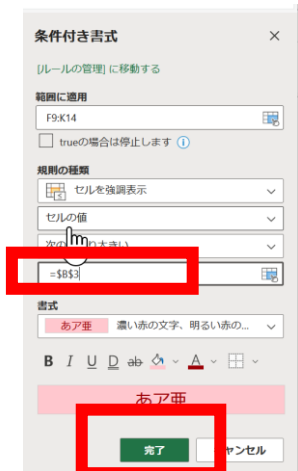 条件付き書式
[ルールの管理] に移動する
範囲に適用
F9:K14
trueの場合は停止します
規則の種類
セルを強調表示
セルの値
り大きい
=$B$3
書式
あア亜 濃い赤の文字、明るい赤の...
B I U D ab A
あア亜
完了 ャンセル